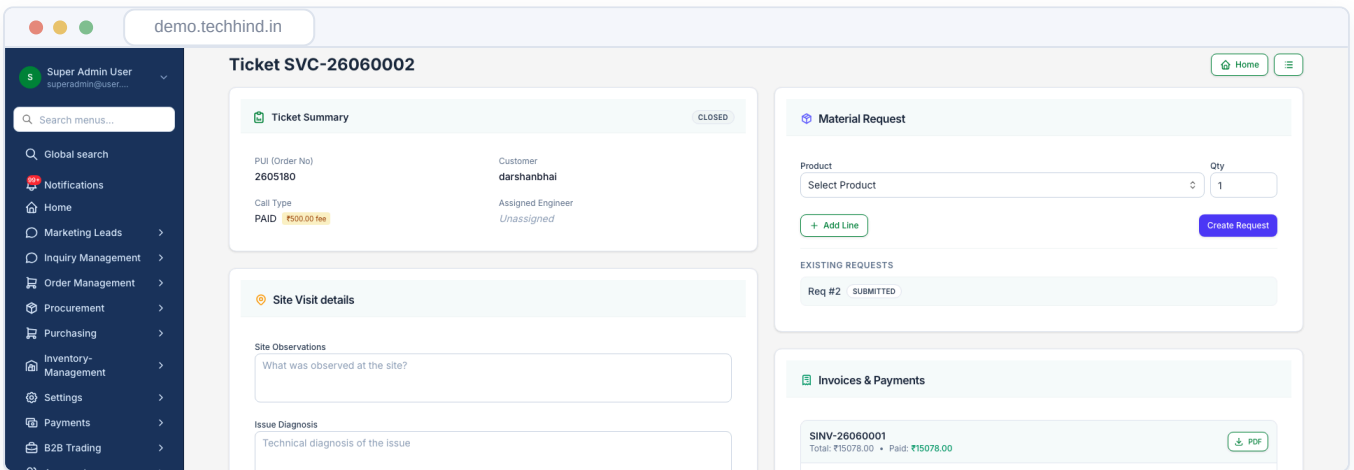 demo.techhind.in
S
Super Admin User
superadmin@user....
Search menus...
Global search
99+
Notifications
Home
Marketing Leads
Inquiry Management
Order Management
Procurement
Purchasing
Inventory-
Management
Settings
Payments
B2B Trading
Ticket SVC-26060002
Home
Ticket Summary
CLOSED
PUI (Order No)
2605180
Customer
darshanbhai
Call Type
PAID ₹500.00 fee
Assigned Engineer
Unassigned
Site Visit details
Site Observations
What was observed at the site?
Issue Diagnosis
Technical diagnosis of the issue
Material Request
Product
Select Product
Qty
1
+ Add Line
Create Request
EXISTING REQUESTS
Req #2 SUBMITTED
Invoices & Payments
SINV-26060001
Total: ₹15078.00 • Paid: ₹15078.00
PDF